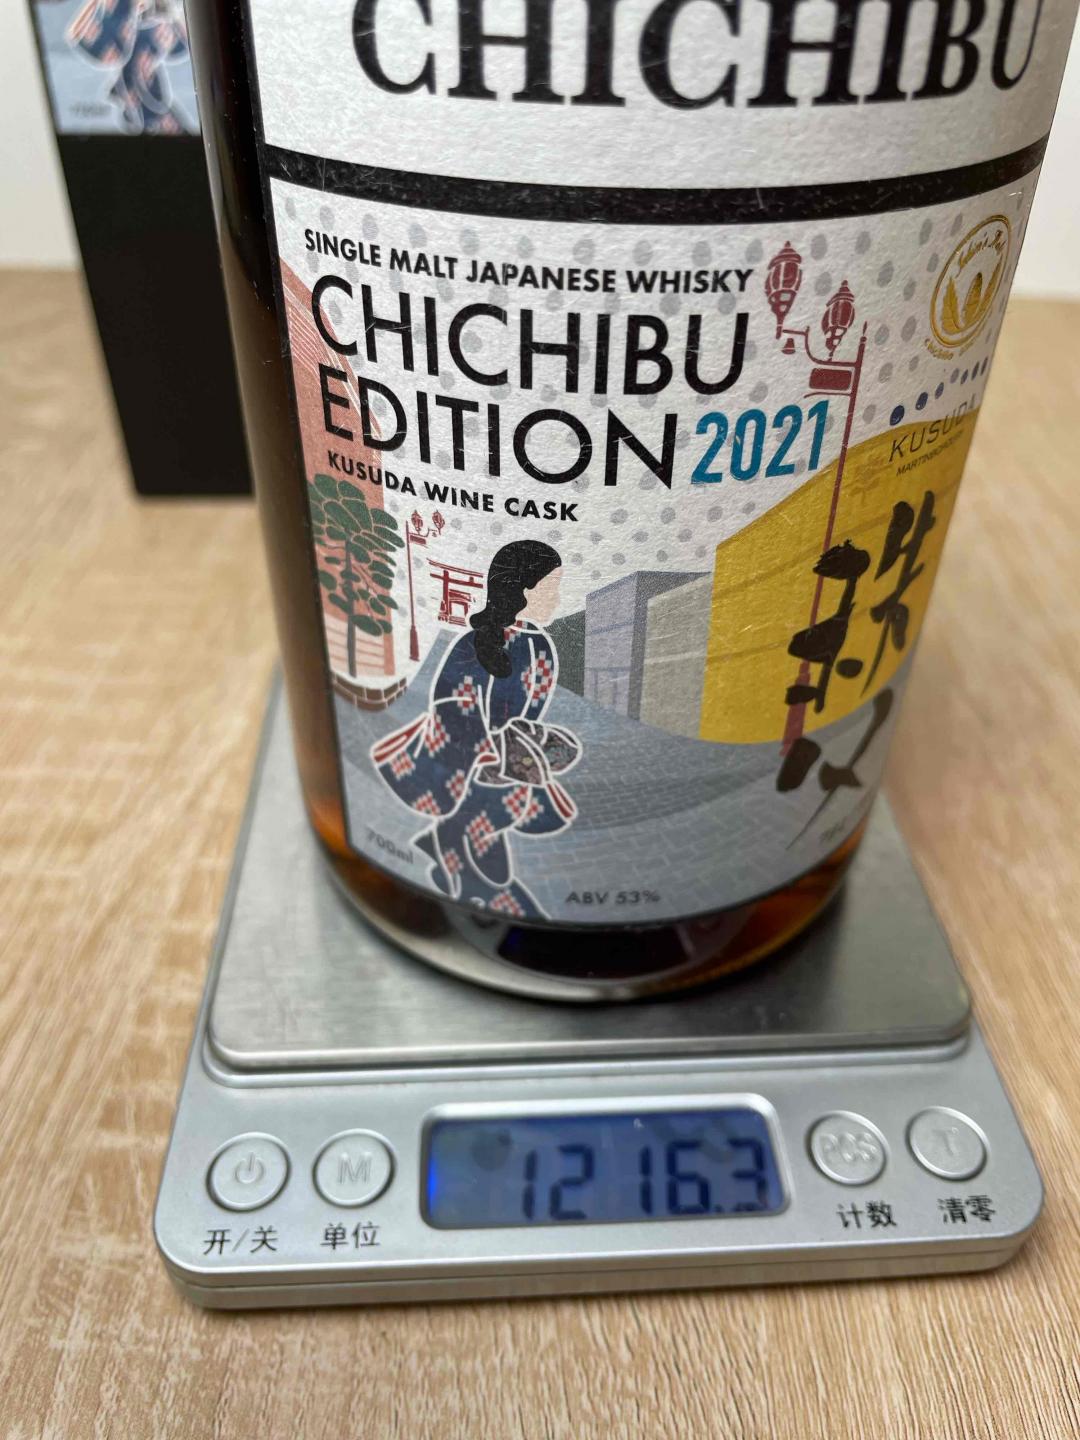 CHICHIBU
SINGLE MALT JAPANESE WHISKY
CHICHIBU
EDITION 2021
KUSUDA WINE CASK
KUSUDA
MARTINBOROUGH
秩父
700ml
ABV 53%
1216.3
M
PCS
T
开/关
单位
计数
清零